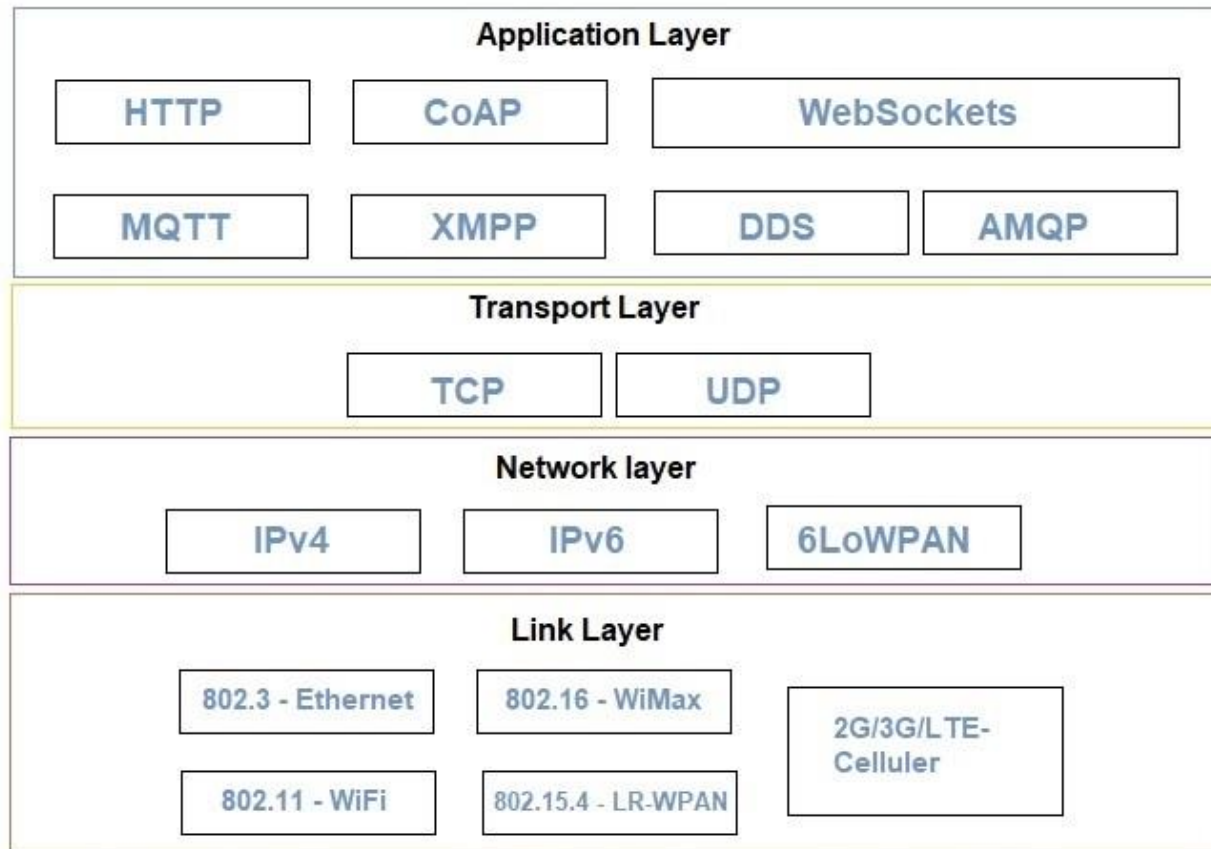 Application Layer
HTTP
CoAP
WebSockets
MQTT
XMPP
DDS
AMQP
Transport Layer
TCP
UDP
Network layer
IPv4
IPv6
6LoWPAN
Link Layer
802.3 - Ethernet
802.16 - WiMax
2G/3G/LTE-
Celluler
802.11 - WiFi
802.15.4 - LR-WPAN